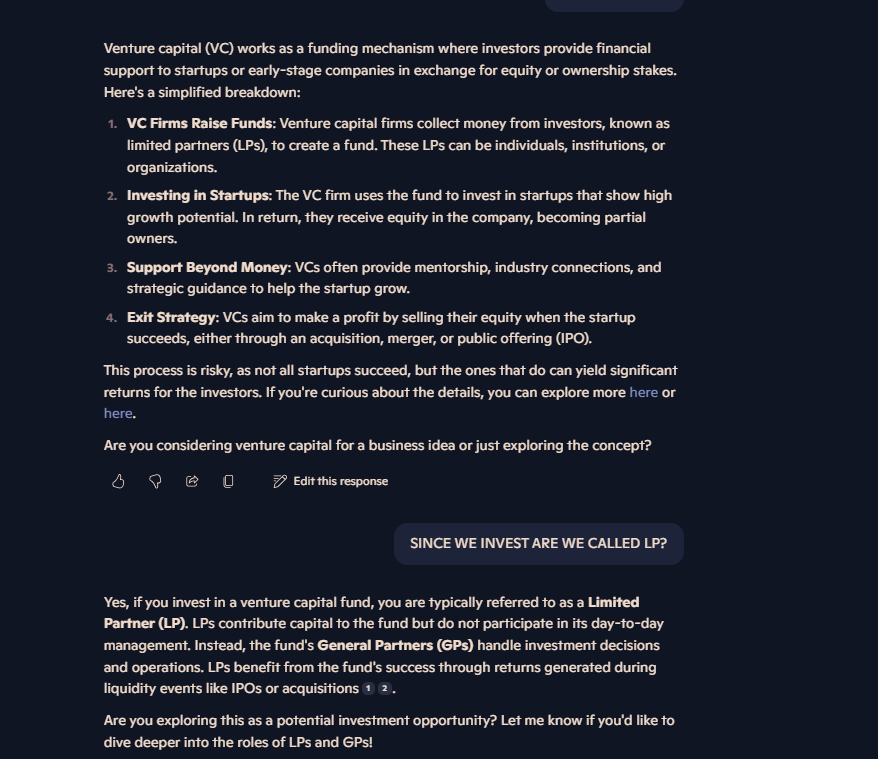 Venture capital (VC) works as a funding mechanism where investors provide financial
support to startups or early-stage companies in exchange for equity or ownership stakes.
Here's a simplified breakdown:
1. VC Firms Raise Funds: Venture capital firms collect money from investors, known as
limited partners (LPs), to create a fund. These LPs can be individuals, institutions, or
organizations.
2. Investing in Startups: The VC firm uses the fund to invest in startups that show high
growth potential. In return, they receive equity in the company, becoming partial
owners.
3. Support Beyond Money: VCs often provide mentorship, industry connections, and
strategic guidance to help the startup grow.
4. Exit Strategy: VCs aim to make a profit by selling their equity when the startup
succeeds, either through an acquisition, merger, or public offering (IPO).
This process is risky, as not all startups succeed, but the ones that do can yield significant
returns for the investors. If you're curious about the details, you can explore more here or
here.
Are you considering venture capital for a business idea or just exploring the concept?
Edit this response
SINCE WE INVEST ARE WE CALLED LP?
Yes, if you invest in a venture capital fund, you are typically referred to as a Limited
Partner (LP). LPs contribute capital to the fund but do not participate in its day-to-day
management. Instead, the fund's General Partners (GPs) handle investment decisions
and operations. LPs benefit from the fund's success through returns generated during
liquidity events like IPOs or acquisitions 1 2.
Are you exploring this as a potential investment opportunity? Let me know if you'd like to
dive deeper into the roles of LPs and GPs!